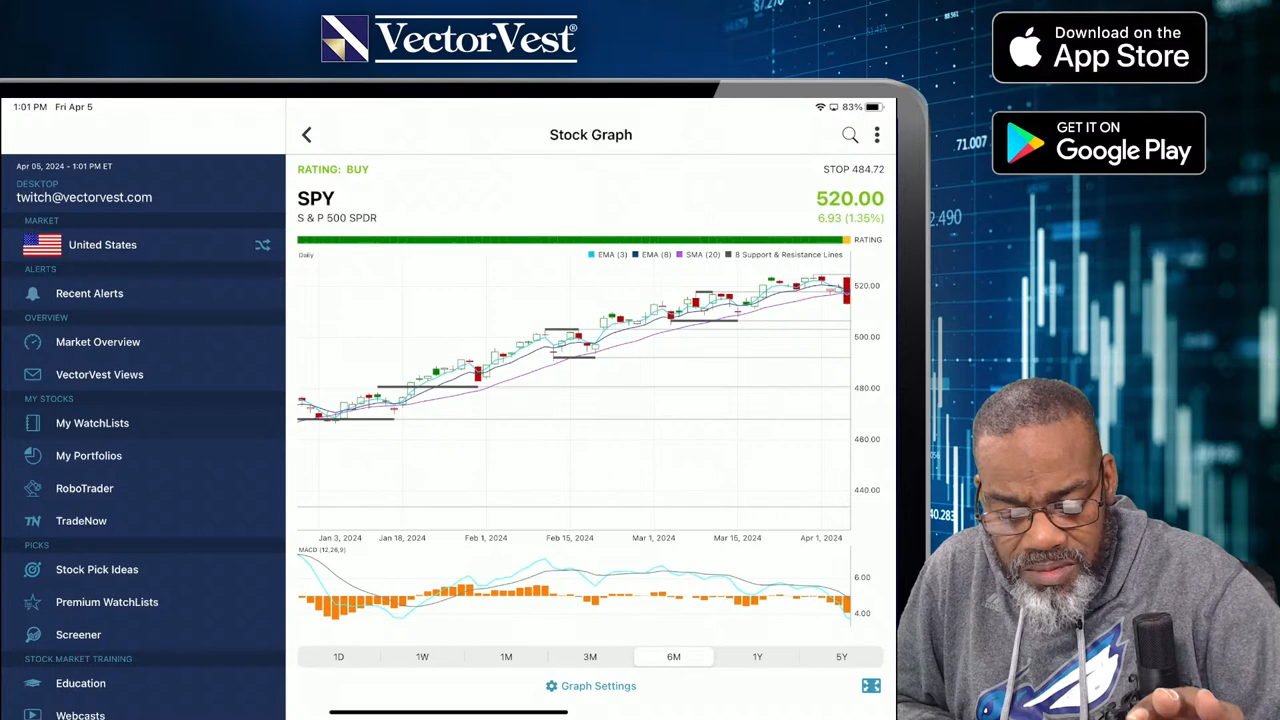 VectorVest®
Download on the
App Store
GET IT ON
Google Play
1:01 PM Fri Apr 5
83%
Apr 05, 2024 - 1:01 PM ET
DESKTOP
twitch@vectorvest.com
MARKET
United States
ALERTS
Recent Alerts
OVERVIEW
Market Overview
VectorVest Views
MY STOCKS
My WatchLists
My Portfolios
RoboTrader
TN TradeNow
PICKS
Stock Pick Ideas
Premium WatchLists
Screener
STOCK MARKET TRAINING
Education
Webcasts
Stock Graph
RATING: BUY
STOP 484.72
SPY
520.00
S & P 500 SPDR
6.93 (1.35%)
RATING
Daily
EMA (3) EMA (8) SMA (20) 8 Support & Resistance Lines
520.00
500.00
480.00
460.00
440.00
Jan 3, 2024 Jan 18, 2024 Feb 1, 2024 Feb 15, 2024 Mar 1, 2024 Mar 15, 2024 Apr 1, 2024
MACD (12,26,9)
6.00
4.00
1D 1W 1M 3M 6M 1Y 5Y
Graph Settings
71.007
2.490
40.283